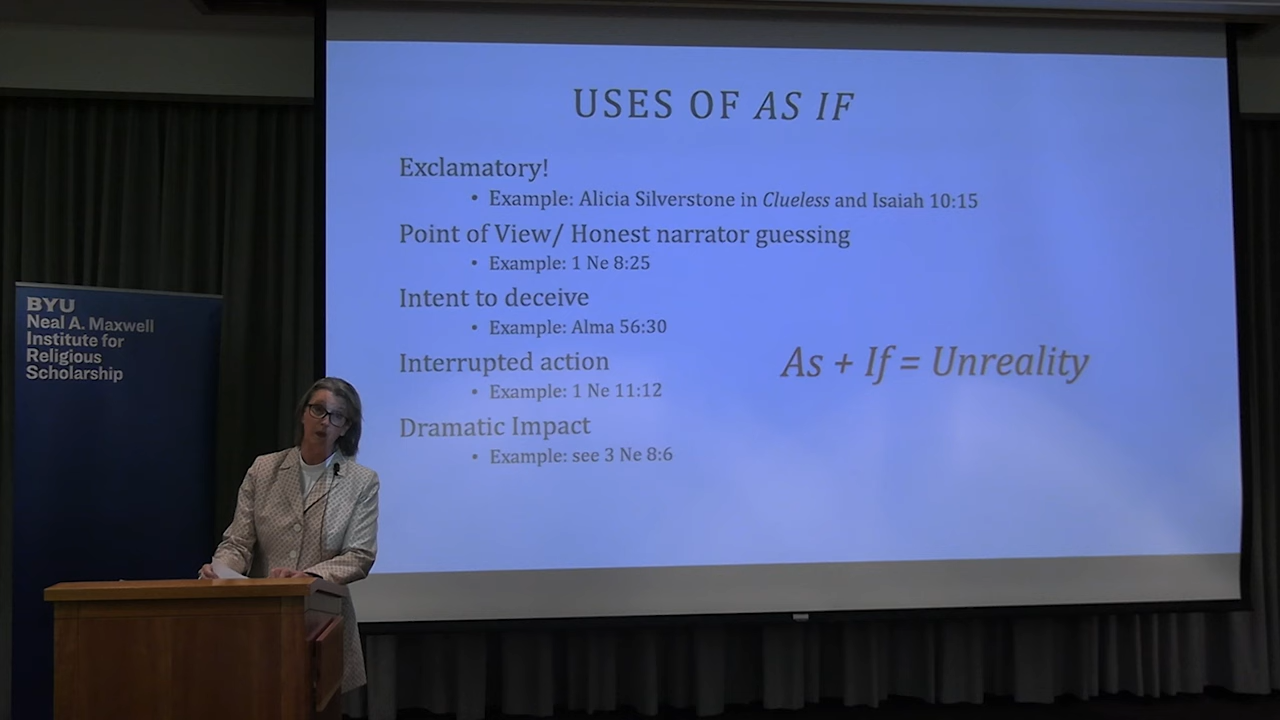 USES OF AS IF
Exclamatory!
• Example: Alicia Silverstone in Clueless and Isaiah 10:15
Point of View/ Honest narrator guessing
• Example: 1 Ne 8:25
Intent to deceive
• Example: Alma 56:30
Interrupted action
• Example: 1 Ne 11:12
Dramatic Impact
• Example: see 3 Ne 8:6
As + If = Unreality
BYU
Neal A. Maxwell
Institute for
Religious
Scholarship